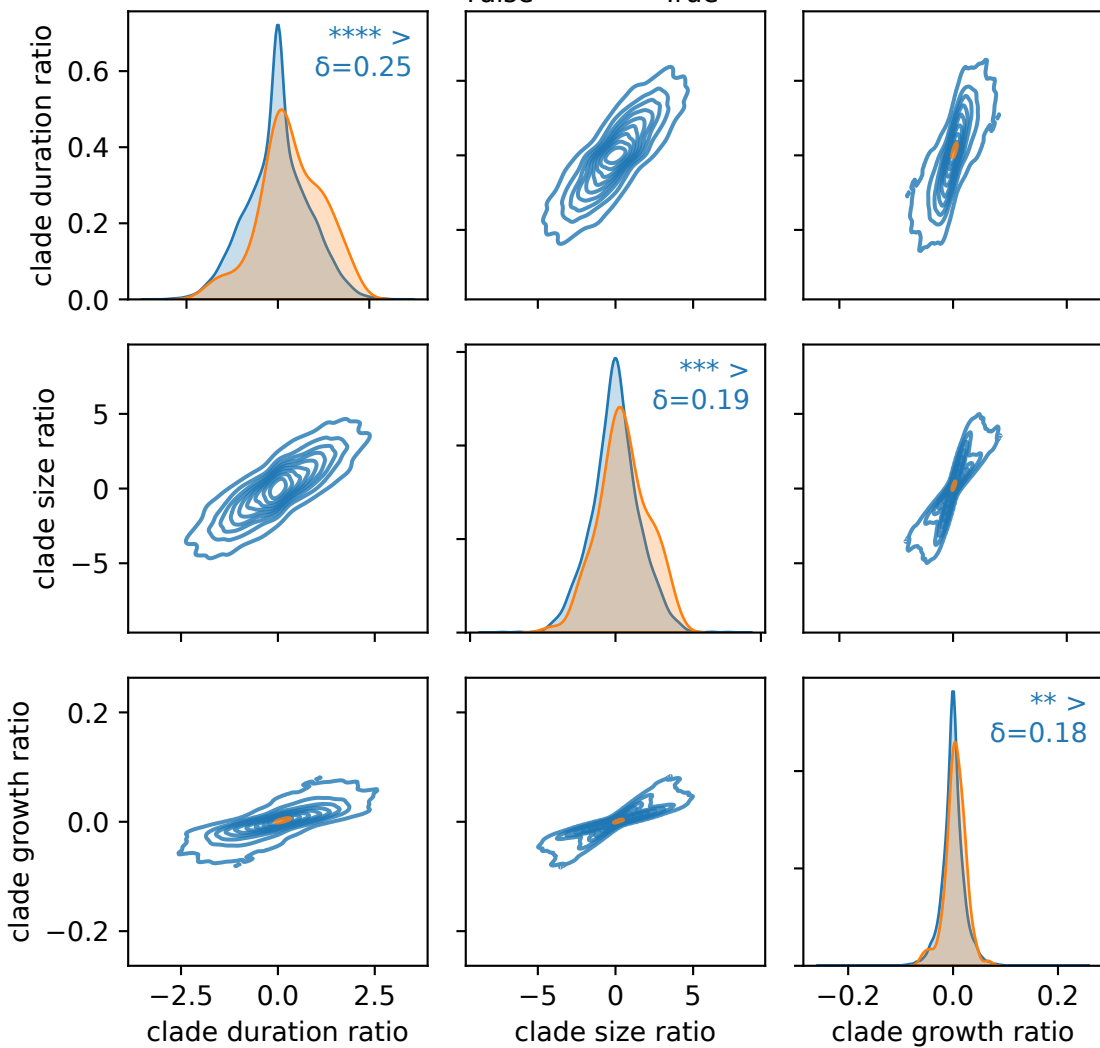 clade duration ratio
0.6
0.4
0.2
0.0
**** >
δ=0.25
clade size ratio
5
0
−5
*** >
δ=0.19
clade growth ratio
0.2
0.0
−0.2
** >
δ=0.18
−2.5 0.0 2.5
−5 0 5
−0.2 0.0 0.2
clade duration ratio
clade size ratio
clade growth ratio